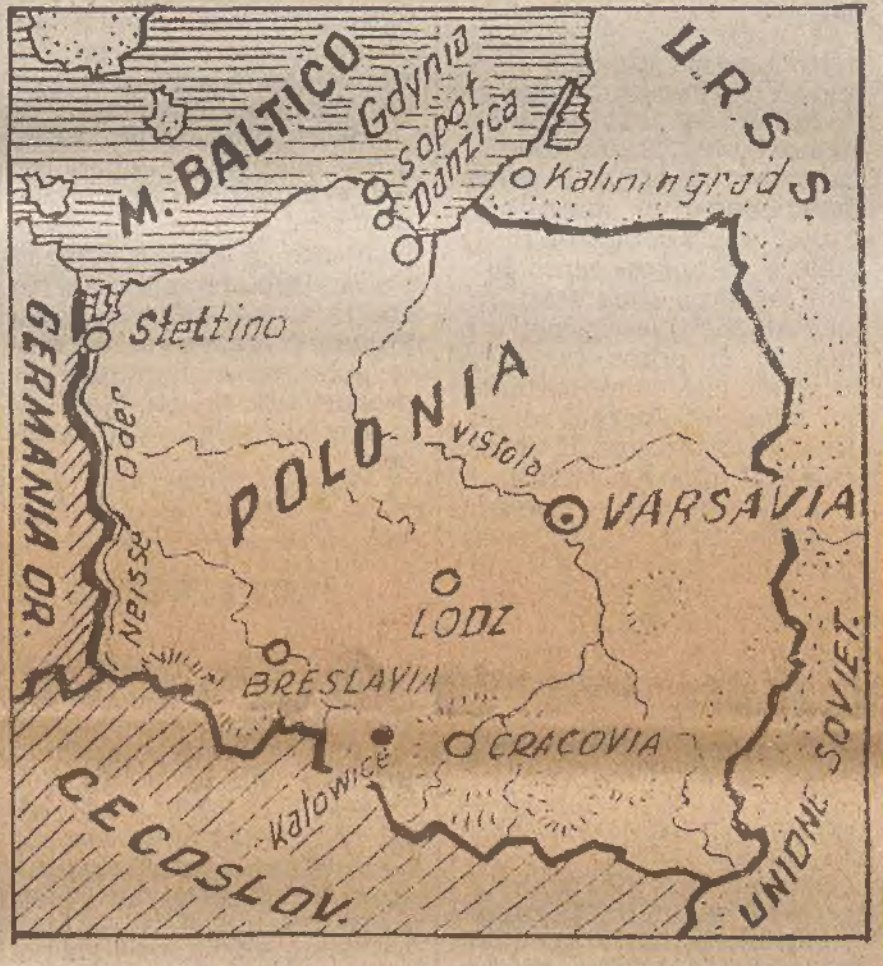 M. BALTICO
Gdynia
Sopot
Danzica
U.R.S.S.
Kaliningrad
Stettino
GERMANIA OR.
Oder
POLONIA
Vistola
VARSAVIA
Neisse
LODZ
BRESLAVIA
Katowice
CRACOVIA
CECOSLOV.
UNIONE SOVIET.